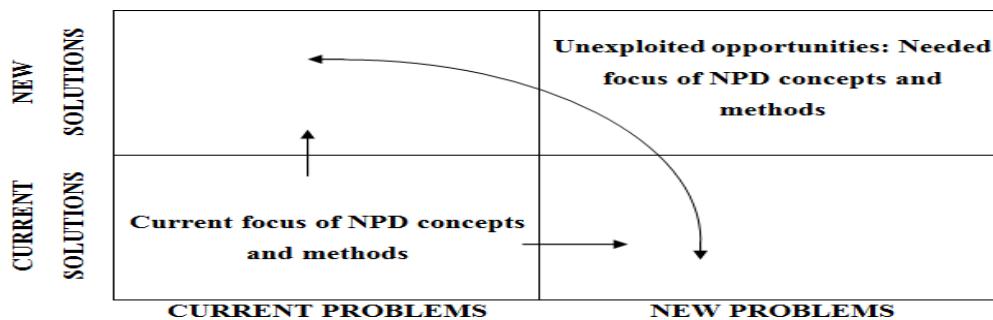 NEW
SOLUTIONS
Unexploited opportunities: Needed
focus of NPD concepts and
methods
CURRENT
SOLUTIONS
Current focus of NPD concepts
and methods
CURRENT PROBLEMS
NEW PROBLEMS